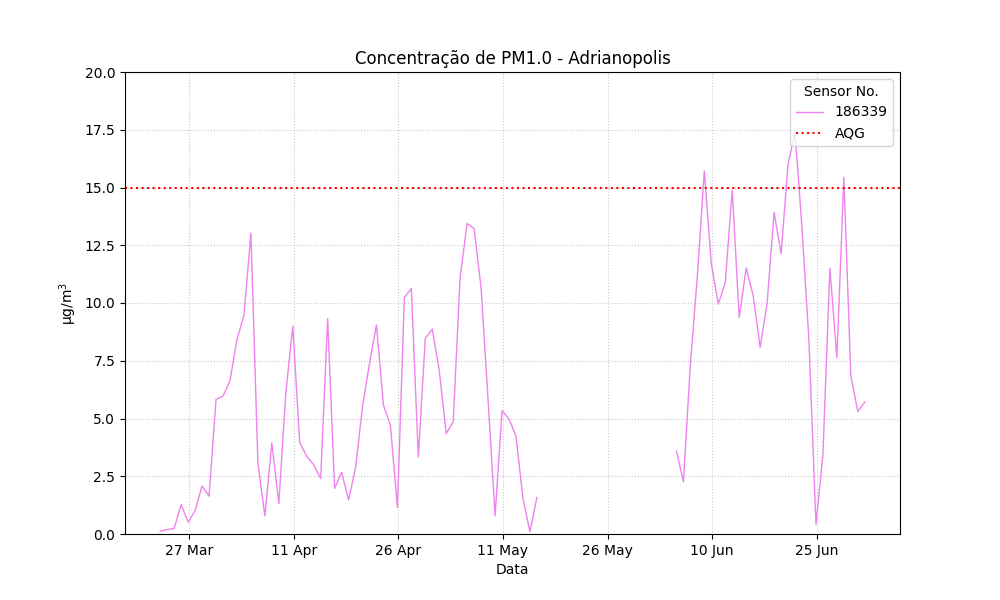 Concentração de PM1.0 - Adrianopolis
20.0
17.5
15.0
12.5
10.0
7.5
5.0
2.5
0.0
µg/m³
Sensor No.
186339
AQG
27 Mar
11 Apr
26 Apr
11 May
26 May
10 Jun
25 Jun
Data